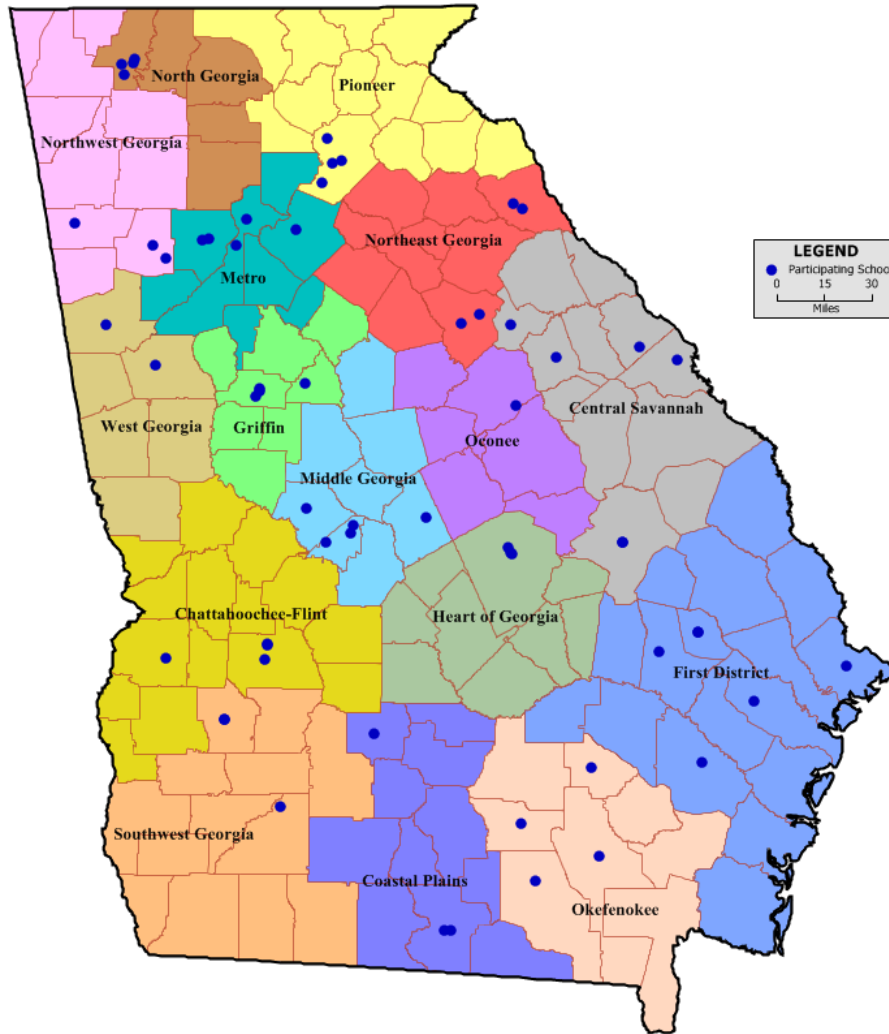 North Georgia
Pioneer
Northwest Georgia
Northeast Georgia
LEGEND
Participating School
0 15 30
Miles
Metro
Central Savannah
West Georgia
Griffin
Oconee
Middle Georgia
Chattahoochee-Flint
Heart of Georgia
First District
Southwest Georgia
Coastal Plains
Okefenokee